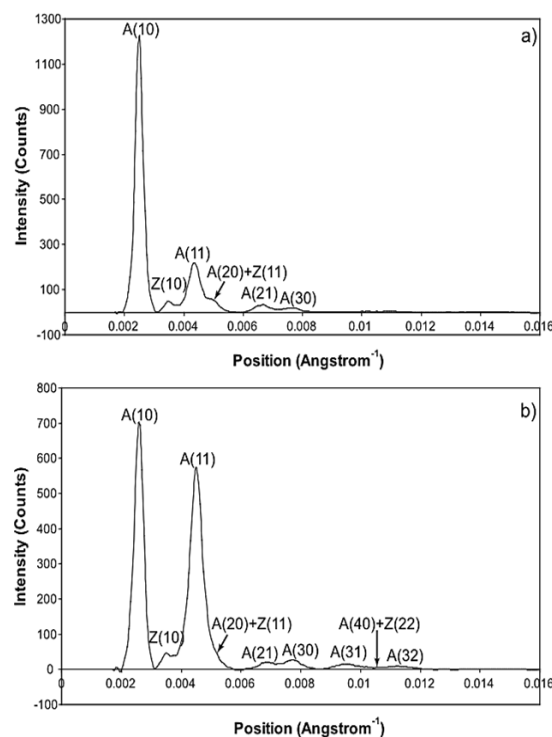 1300
1100
900
700
500
300
100
-100
Intensity (Counts)
a)
A(10)
Z(10)
A(11)
A(20)+Z(11)
A(21)
A(30)
0
0.002
0.004
0.006
0.008
0.01
0.012
0.014
0.016
Position (Angstrom⁻¹)
800
700
600
500
400
300
200
100
0
-100
Intensity (Counts)
b)
A(10)
A(11)
Z(10)
A(20)+Z(11)
A(21)
A(30)
A(31)
A(40)+Z(22)
A(32)
0
0.002
0.004
0.006
0.008
0.01
0.012
0.014
0.016
Position (Angstrom⁻¹)